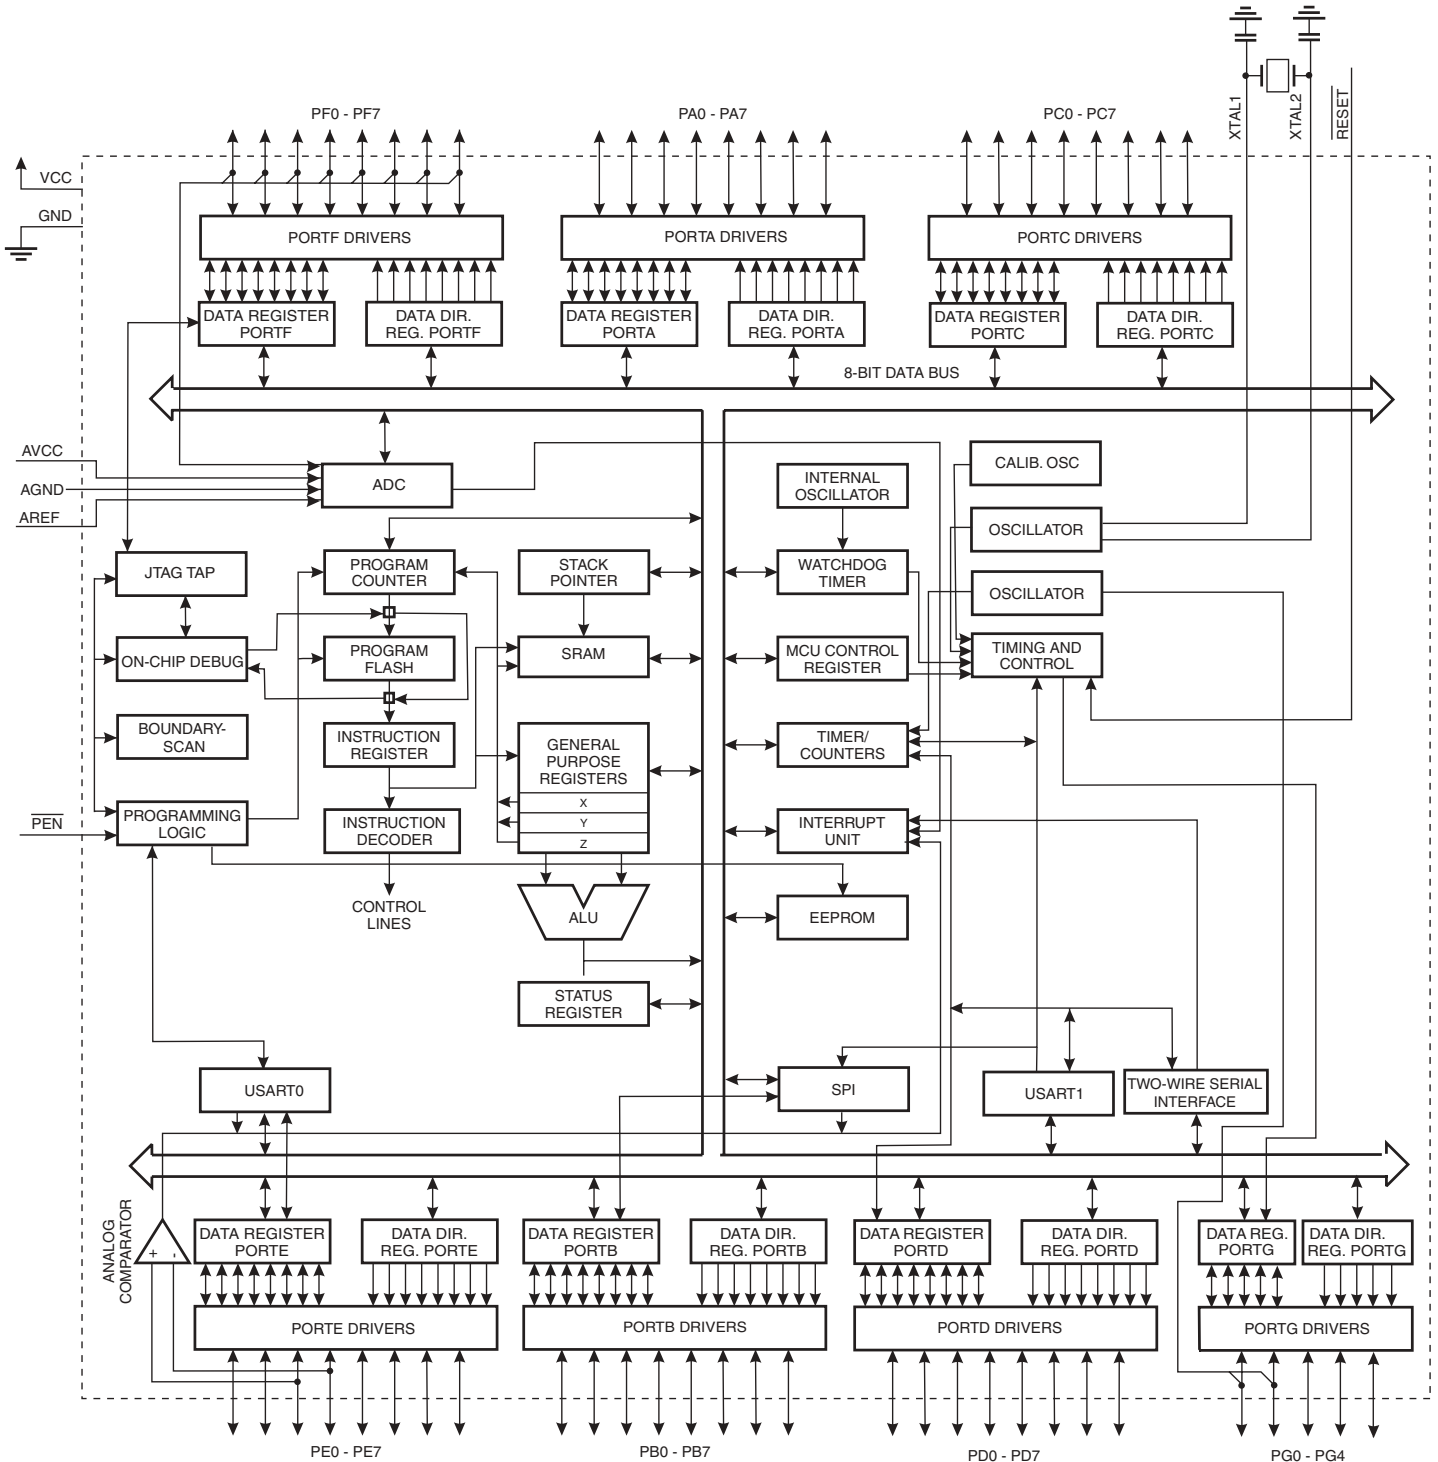 XTAL1
XTAL2
RESET
PF0 - PF7
PA0 - PA7
PC0 - PC7
VCC
GND
PORTF DRIVERS
PORTA DRIVERS
PORTC DRIVERS
DATA REGISTER
PORTF
DATA DIR.
REG. PORTF
DATA REGISTER
PORTA
DATA DIR.
REG. PORTA
DATA REGISTER
PORTC
DATA DIR.
REG. PORTC
8-BIT DATA BUS
AVCC
AGND
AREF
ADC
INTERNAL
OSCILLATOR
CALIB. OSC
OSCILLATOR
JTAG TAP
PROGRAM
COUNTER
STACK
POINTER
WATCHDOG
TIMER
OSCILLATOR
ON-CHIP DEBUG
PROGRAM
FLASH
SRAM
MCU CONTROL
REGISTER
TIMING AND
CONTROL
BOUNDARY-
SCAN
INSTRUCTION
REGISTER
GENERAL
PURPOSE
REGISTERS
X
Y
Z
TIMER/
COUNTERS
PEN
PROGRAMMING
LOGIC
INSTRUCTION
DECODER
INTERRUPT
UNIT
CONTROL
LINES
ALU
EEPROM
STATUS
REGISTER
USART0
SPI
USART1
TWO-WIRE SERIAL
INTERFACE
ANALOG
COMPARATOR
+
-
DATA REGISTER
PORTE
DATA DIR.
REG. PORTE
DATA REGISTER
PORTB
DATA DIR.
REG. PORTB
DATA REGISTER
PORTD
DATA DIR.
REG. PORTD
DATA REG.
PORTG
DATA DIR.
REG. PORTG
PORTE DRIVERS
PORTB DRIVERS
PORTD DRIVERS
PORTG DRIVERS
PE0 - PE7
PB0 - PB7
PD0 - PD7
PG0 - PG4